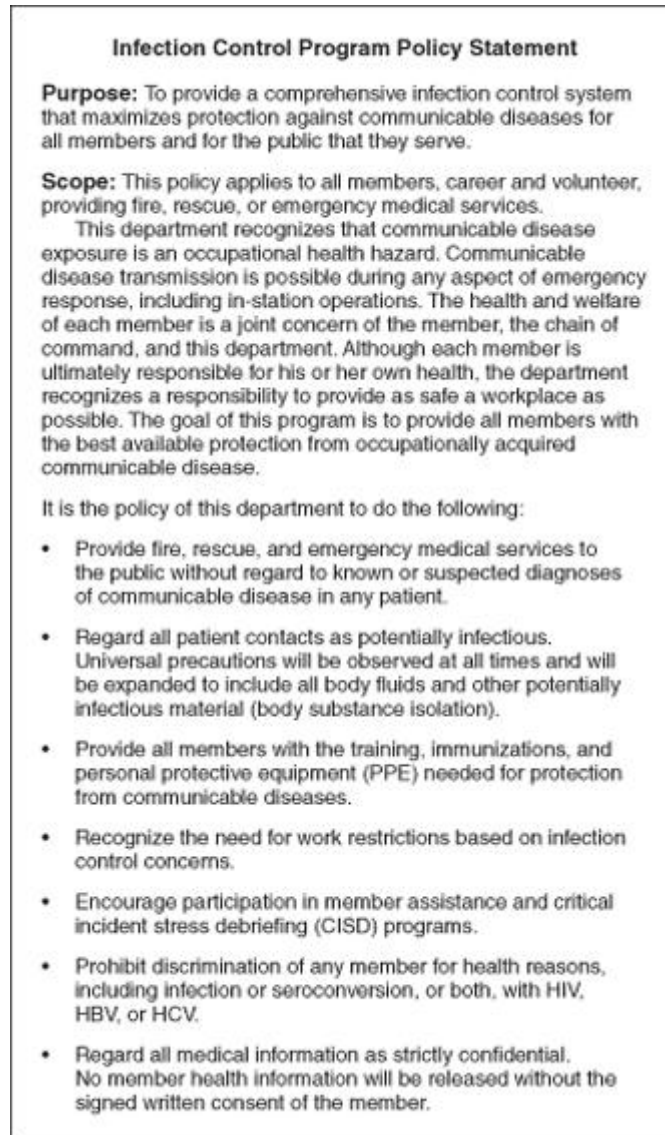 Infection Control Program Policy Statement
Purpose: To provide a comprehensive infection control system
that maximizes protection against communicable diseases for
all members and for the public that they serve.
Scope: This policy applies to all members, career and volunteer,
providing fire, rescue, or emergency medical services.
This department recognizes that communicable disease
exposure is an occupational health hazard. Communicable
disease transmission is possible during any aspect of emergency
response, including in-station operations. The health and welfare
of each member is a joint concern of the member, the chain of
command, and this department. Although each member is
ultimately responsible for his or her own health, the department
recognizes a responsibility to provide as safe a workplace as
possible. The goal of this program is to provide all members with
the best available protection from occupationally acquired
communicable disease.
It is the policy of this department to do the following:
• Provide fire, rescue, and emergency medical services to
the public without regard to known or suspected diagnoses
of communicable disease in any patient.
• Regard all patient contacts as potentially infectious.
Universal precautions will be observed at all times and will
be expanded to include all body fluids and other potentially
infectious material (body substance isolation).
• Provide all members with the training, immunizations, and
personal protective equipment (PPE) needed for protection
from communicable diseases.
• Recognize the need for work restrictions based on infection
control concerns.
• Encourage participation in member assistance and critical
incident stress debriefing (CISD) programs.
• Prohibit discrimination of any member for health reasons,
including infection or seroconversion, or both, with HIV,
HBV, or HCV.
• Regard all medical information as strictly confidential.
No member health information will be released without the
signed written consent of the member.